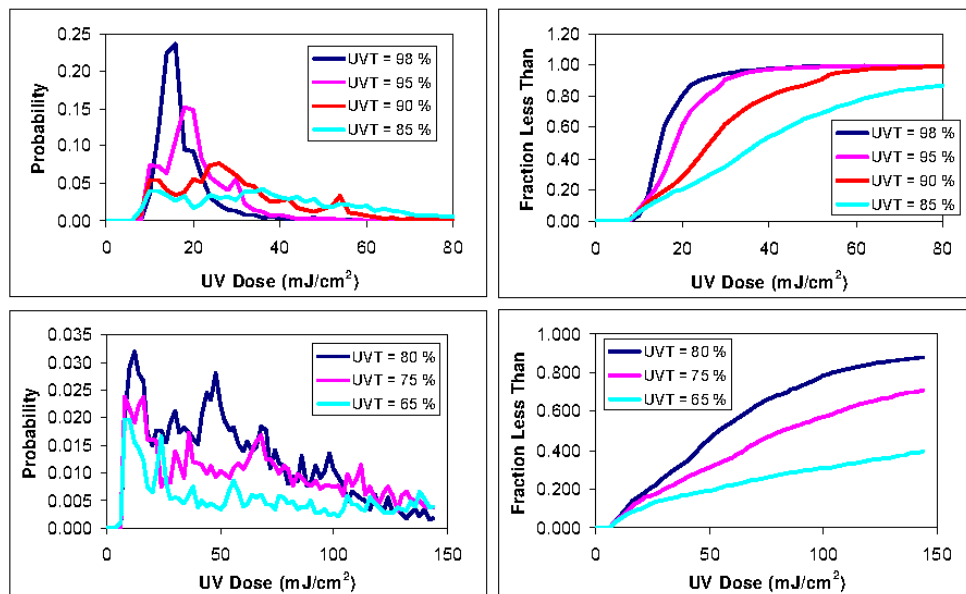 0.25
0.20
0.15
0.10
0.05
0.00
Probability
UVT = 98 %
UVT = 95 %
UVT = 90 %
UVT = 85 %
0
20
40
60
80
UV Dose (mJ/cm²)
1.20
1.00
0.80
0.60
0.40
0.20
0.00
Fraction Less Than
UVT = 98 %
UVT = 95 %
UVT = 90 %
UVT = 85 %
0
20
40
60
80
UV Dose (mJ/cm²)
0.035
0.030
0.025
0.020
0.015
0.010
0.005
0.000
Probability
UVT = 80 %
UVT = 75 %
UVT = 65 %
0
50
100
150
UV Dose (mJ/cm²)
1.000
0.800
0.600
0.400
0.200
0.000
Fraction Less Than
UVT = 80 %
UVT = 75 %
UVT = 65 %
0
50
100
150
UV Dose (mJ/cm²)